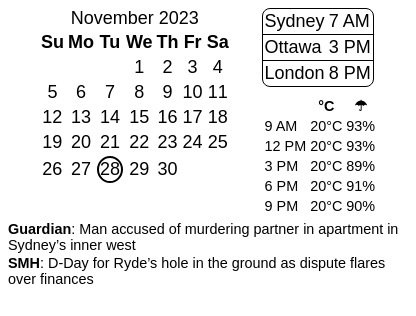 November 2023
Su Mo Tu We Th Fr Sa
1 2 3 4
5 6 7 8 9 10 11
12 13 14 15 16 17 18
19 20 21 22 23 24 25
26 27 28 29 30
Sydney 7 AM
Ottawa 3 PM
London 8 PM
°C ☂
9 AM 20°C 93%
12 PM 20°C 93%
3 PM 20°C 89%
6 PM 20°C 91%
9 PM 20°C 90%
Guardian: Man accused of murdering partner in apartment in
Sydney’s inner west
SMH: D-Day for Ryde’s hole in the ground as dispute flares
over finances